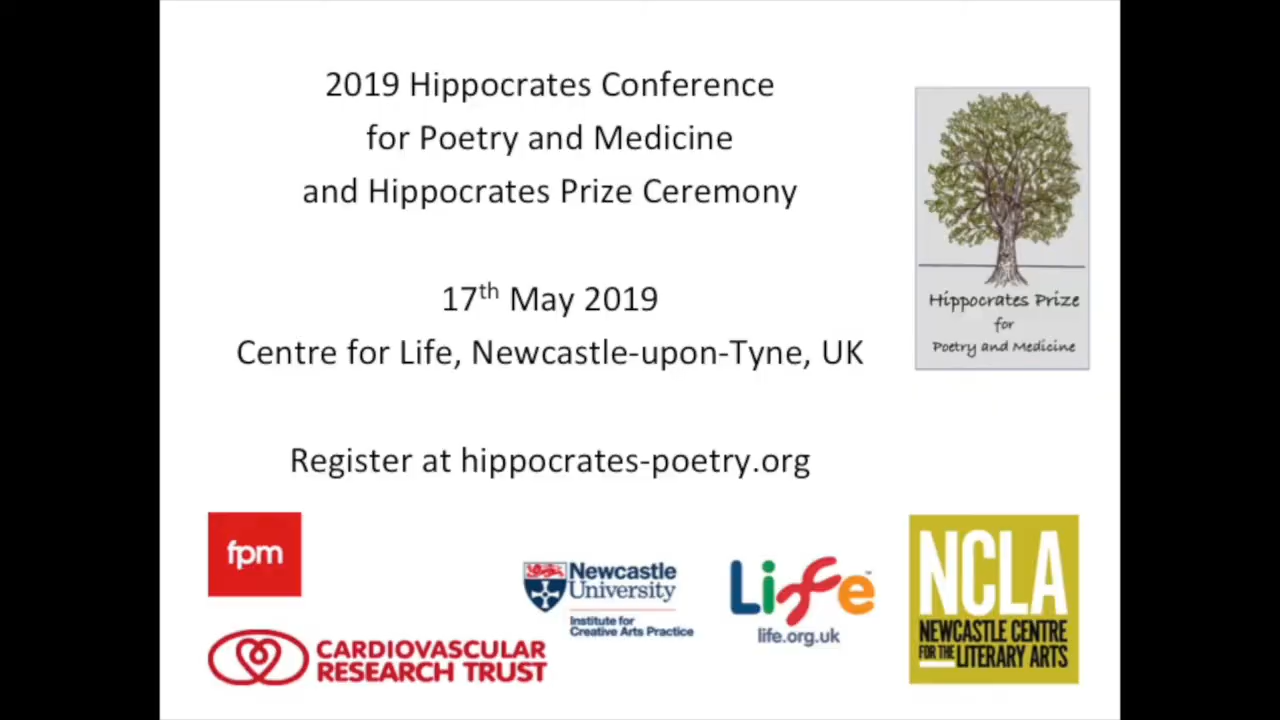 2019 Hippocrates Conference
for Poetry and Medicine
and Hippocrates Prize Ceremony
17th May 2019
Centre for Life, Newcastle-upon-Tyne, UK
Register at hippocrates-poetry.org
Hippocrates Prize
for
Poetry and Medicine
fpm
CARDIOVASCULAR
RESEARCH TRUST
Newcastle
University
Institute for
Creative Arts Practice
Life™
life.org.uk
NCLA
NEWCASTLE CENTRE
FOR THE LITERARY ARTS